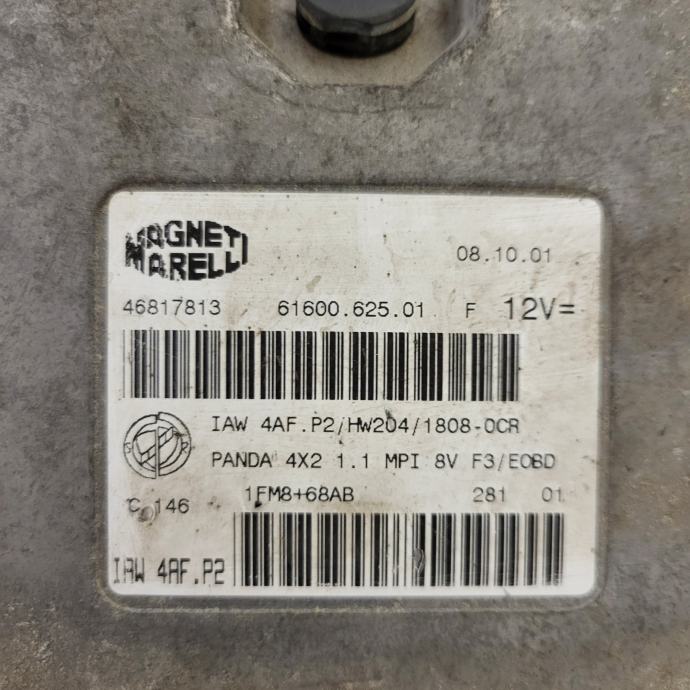 MAGNETI
MARELLI
08.10.01
46817813 61600.625.01 F 12V=
IAW 4AF.P2/HW204/1808-0CR
PANDA 4X2 1.1 MPI 8V F3/EOBD
C 146 1FM8+68AB 281 01
IAW 4AF.P2